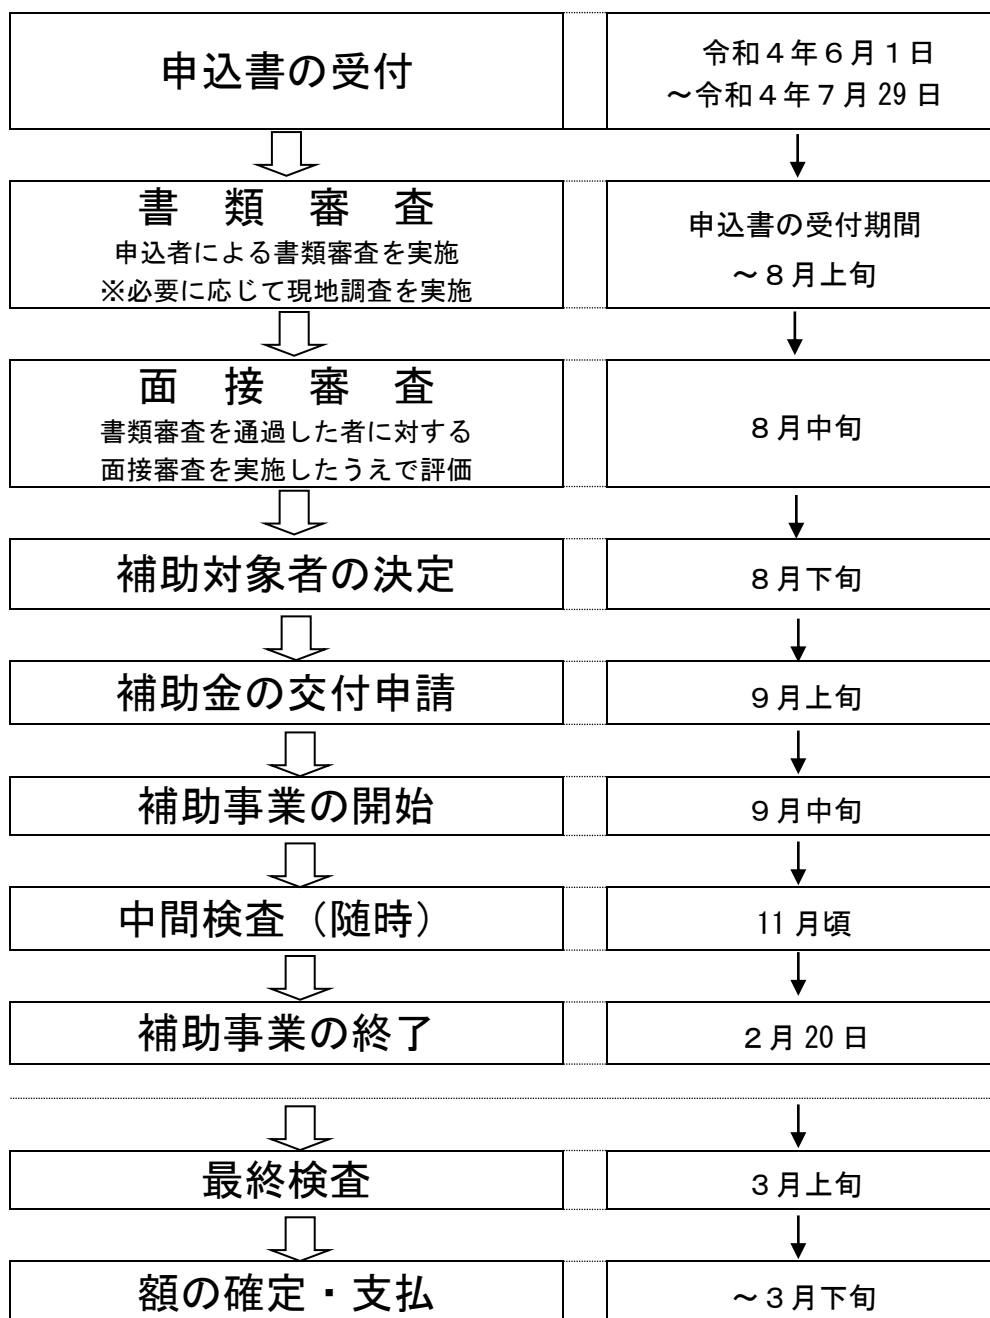 申込書の受付
令和４年６月１日
～令和４年７月29日
書　類　審　査
申込者による書類審査を実施
※必要に応じて現地調査を実施
申込書の受付期間
～８月上旬
面　接　審　査
書類審査を通過した者に対する
面接審査を実施したうえで評価
８月中旬
補助対象者の決定
８月下旬
補助金の交付申請
９月上旬
補助事業の開始
９月中旬
中間検査（随時）
11月頃
補助事業の終了
２月20日
最終検査
３月上旬
額の確定・支払
～３月下旬